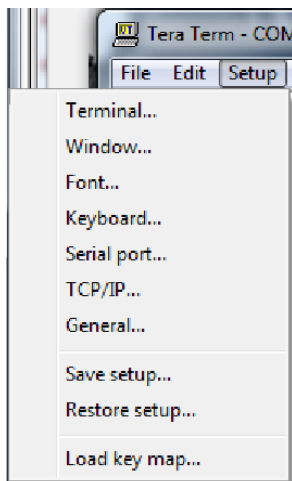 Tera Term - COM
File Edit Setup
Terminal...
Window...
Font...
Keyboard...
Serial port...
TCP/IP...
General...
Save setup...
Restore setup...
Load key map...